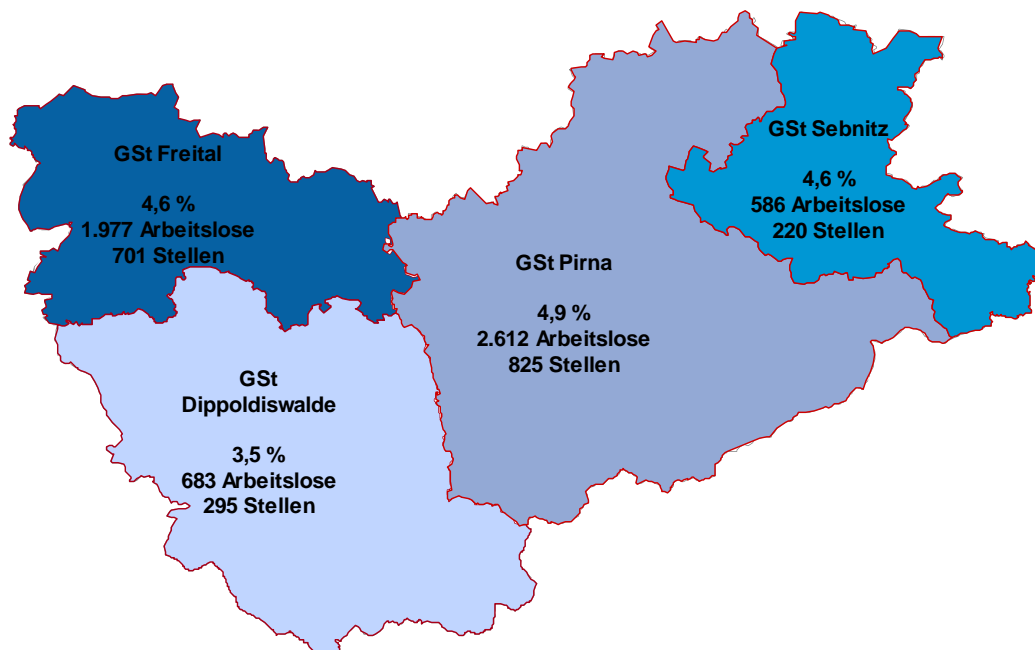 GSt Freital
4,6 %
1.977 Arbeitslose
701 Stellen
GSt Sebnitz
4,6 %
586 Arbeitslose
220 Stellen
GSt Pirna
4,9 %
2.612 Arbeitslose
825 Stellen
GSt
Dippoldiswalde
3,5 %
683 Arbeitslose
295 Stellen